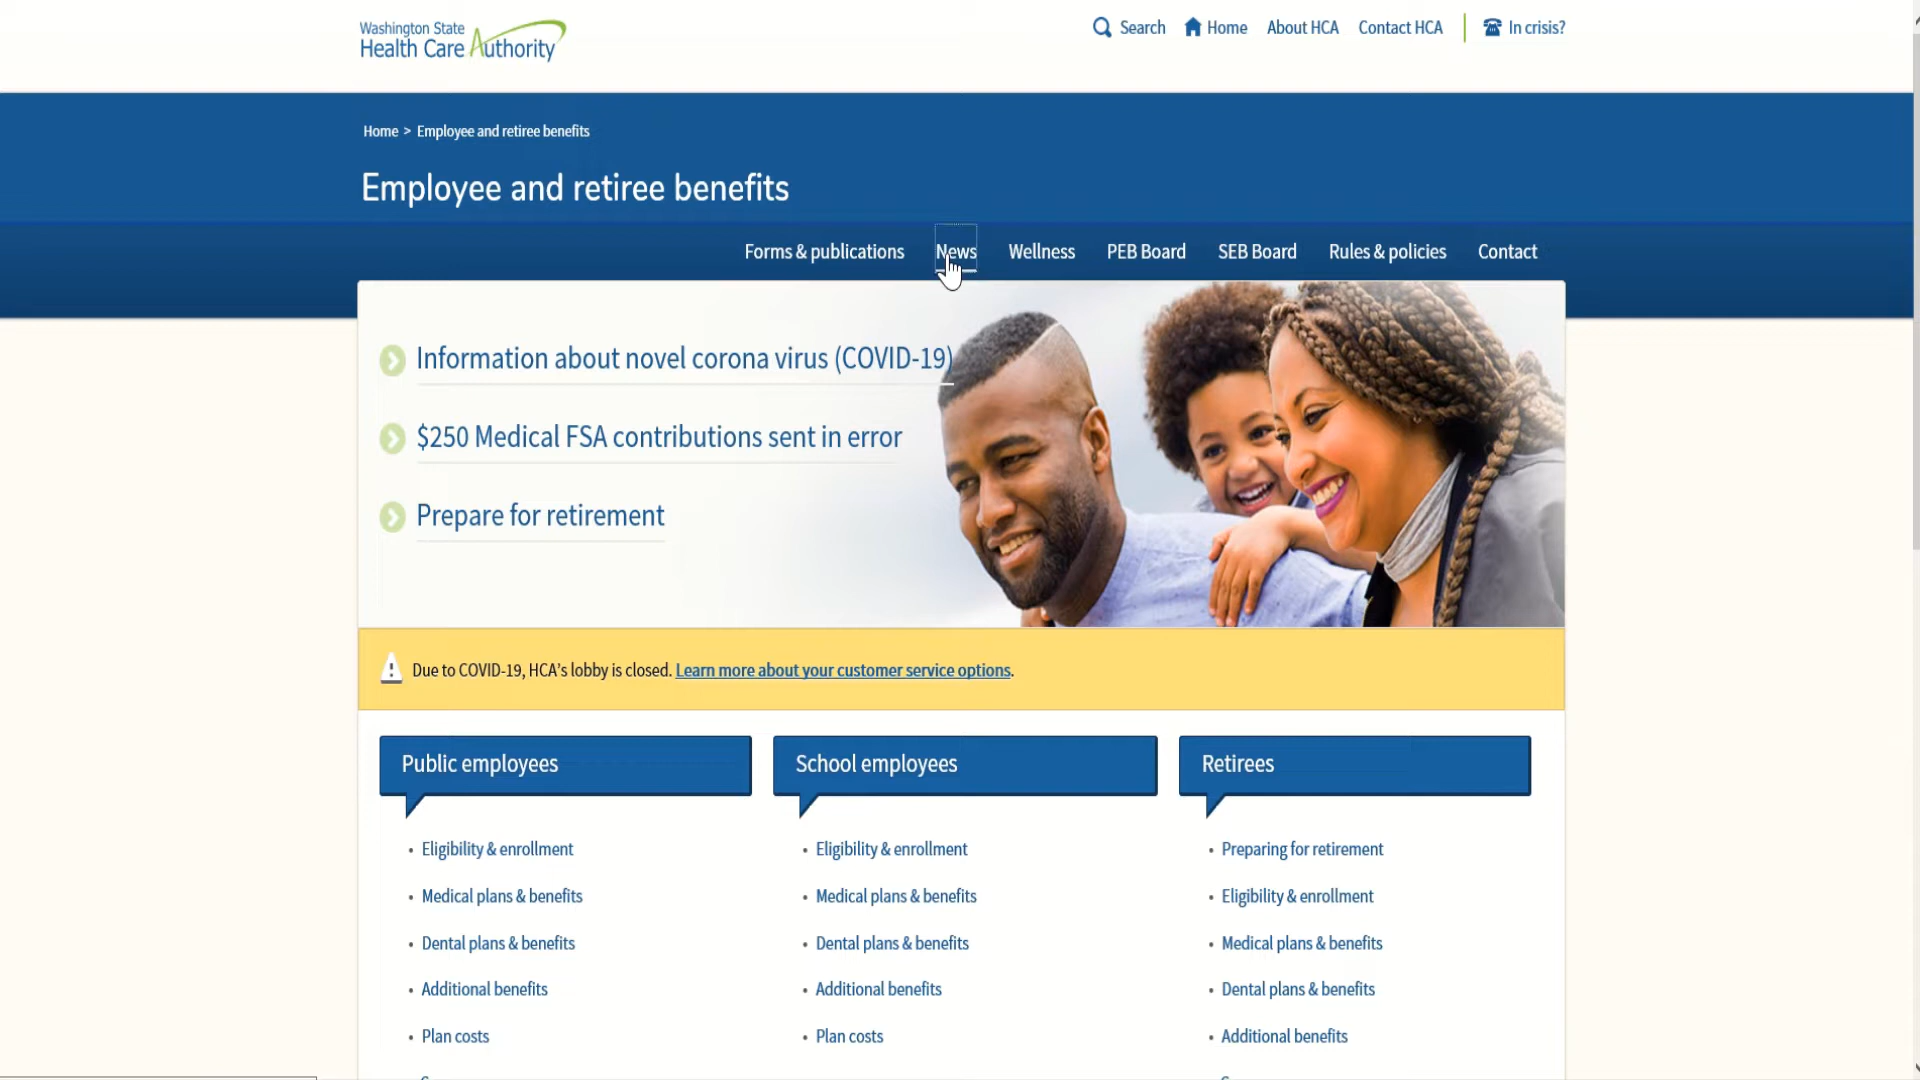 Washington State
Health Care Authority
Search
Home
About HCA
Contact HCA
In crisis?
Home > Employee and retiree benefits
Employee and retiree benefits
Forms & publications
News
Wellness
PEB Board
SEB Board
Rules & policies
Contact
Information about novel corona virus (COVID-19)
$250 Medical FSA contributions sent in error
Prepare for retirement
Due to COVID-19, HCA's lobby is closed. Learn more about your customer service options.
Public employees
• Eligibility & enrollment
• Medical plans & benefits
• Dental plans & benefits
• Additional benefits
• Plan costs
School employees
• Eligibility & enrollment
• Medical plans & benefits
• Dental plans & benefits
• Additional benefits
• Plan costs
Retirees
• Preparing for retirement
• Eligibility & enrollment
• Medical plans & benefits
• Dental plans & benefits
• Additional benefits